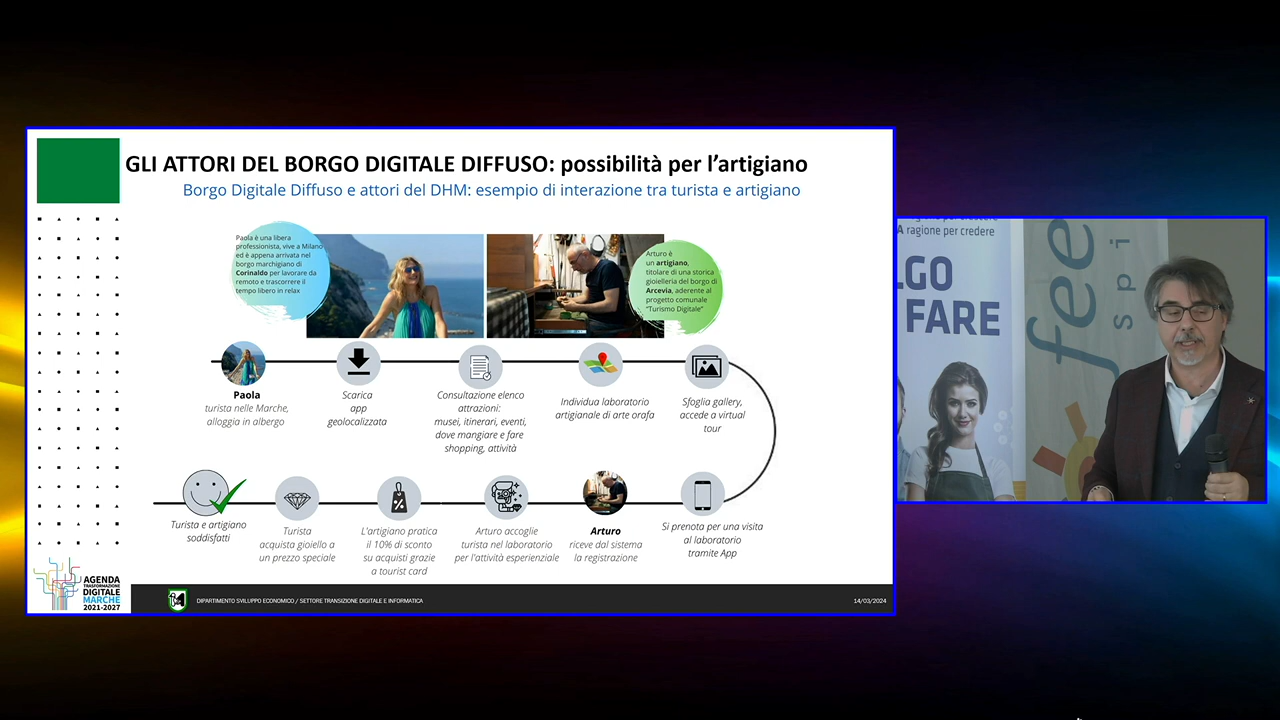 GLI ATTORI DEL BORGO DIGITALE DIFFUSO: possibilità per l'artigiano
Borgo Digitale Diffuso e attori del DHM: esempio di interazione tra turista e artigiano
Paola è una libera
professionista, vive a Milano
ed è appena arrivata nel
borgo marchigiano di
Corinaldo per lavorare da
remoto e trascorrere il
tempo libero in relax
Arturo è
un artigiano,
titolare di una storica
gioielleria del borgo di
Arcevia, aderente al
progetto comunale
"Turismo Digitale"
Paola
turista nelle Marche,
alloggia in albergo
Scarica
app
geolocalizzata
Consultazione elenco
attrazioni:
musei, itinerari, eventi,
dove mangiare e fare
shopping, attività
Individua laboratorio
artigianale di arte orafa
Sfoglia gallery,
accede a virtual
tour
Turista e artigiano
soddisfatti
Turista
acquista gioiello a
un prezzo speciale
L'artigiano pratica
il 10% di sconto
su acquisti grazie
a tourist card
Arturo accoglie
turista nel laboratorio
per l'attività esperienziale
Arturo
riceve dal sistema
la registrazione
Si prenota per una visita
al laboratorio
tramite App
AGENDA
TRASFORMAZIONE
DIGITALE
MARCHE
2021-2027
DIPARTIMENTO SVILUPPO ECONOMICO / SETTORE TRANSIZIONE DIGITALE E INFORMATICA
14/03/2024
A ragione per credere
LGO
FARE
fee
spi